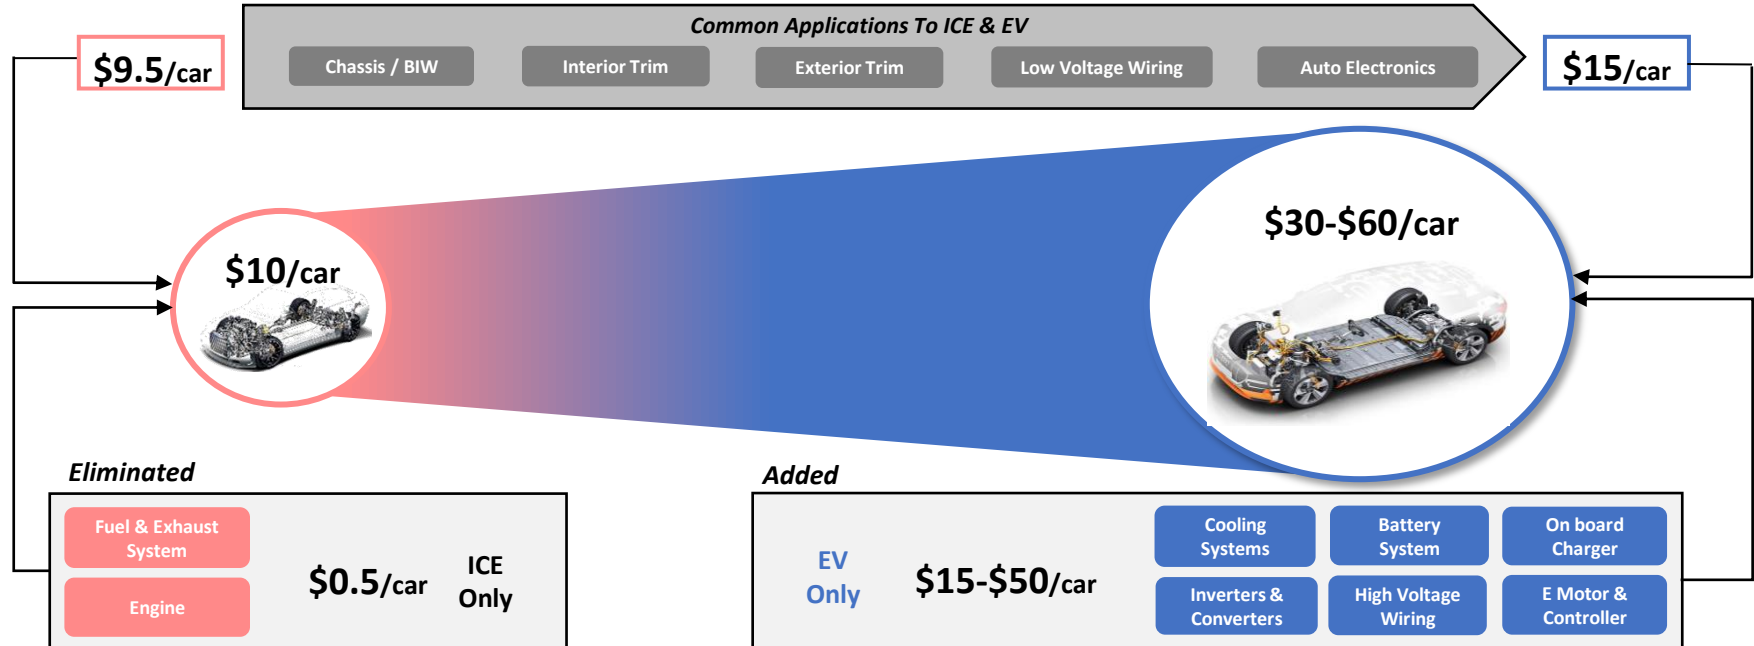 Common Applications To ICE & EV
$9.5/car
Chassis / BIW
Interior Trim
Exterior Trim
Low Voltage Wiring
Auto Electronics
$15/car
$10/car
$30-$60/car
Eliminated
Fuel & Exhaust
System
Engine
$0.5/car
ICE
Only
Added
EV
Only
$15-$50/car
Cooling
Systems
Battery
System
On board
Charger
Inverters &
Converters
High Voltage
Wiring
E Motor &
Controller